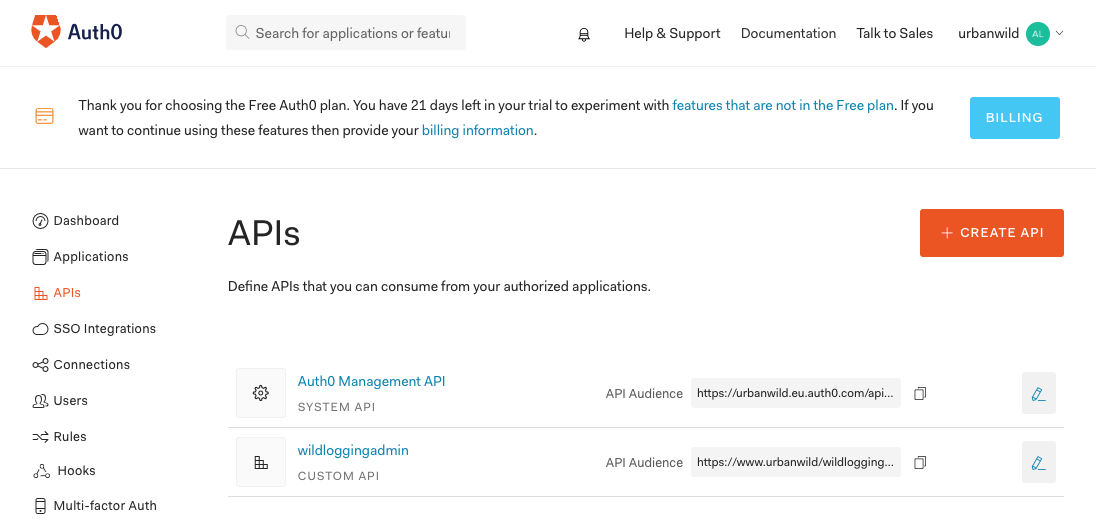 Auth0
Search for applications or featu
Help & Support
Documentation
Talk to Sales
urbanwild
AL
Thank you for choosing the Free Auth0 plan. You have 21 days left in your trial to experiment with features that are not in the Free plan. If you
want to continue using these features then provide your billing information.
BILLING
Dashboard
Applications
APIs
SSO Integrations
Connections
Users
Rules
Hooks
Multi-factor Auth
APIs
+ CREATE API
Define APIs that you can consume from your authorized applications.
Auth0 Management API
SYSTEM API
API Audience
https://urbanwild.eu.auth0.com/api...
wildloggingadmin
CUSTOM API
API Audience
https://www.urbanwild/wildlogging...